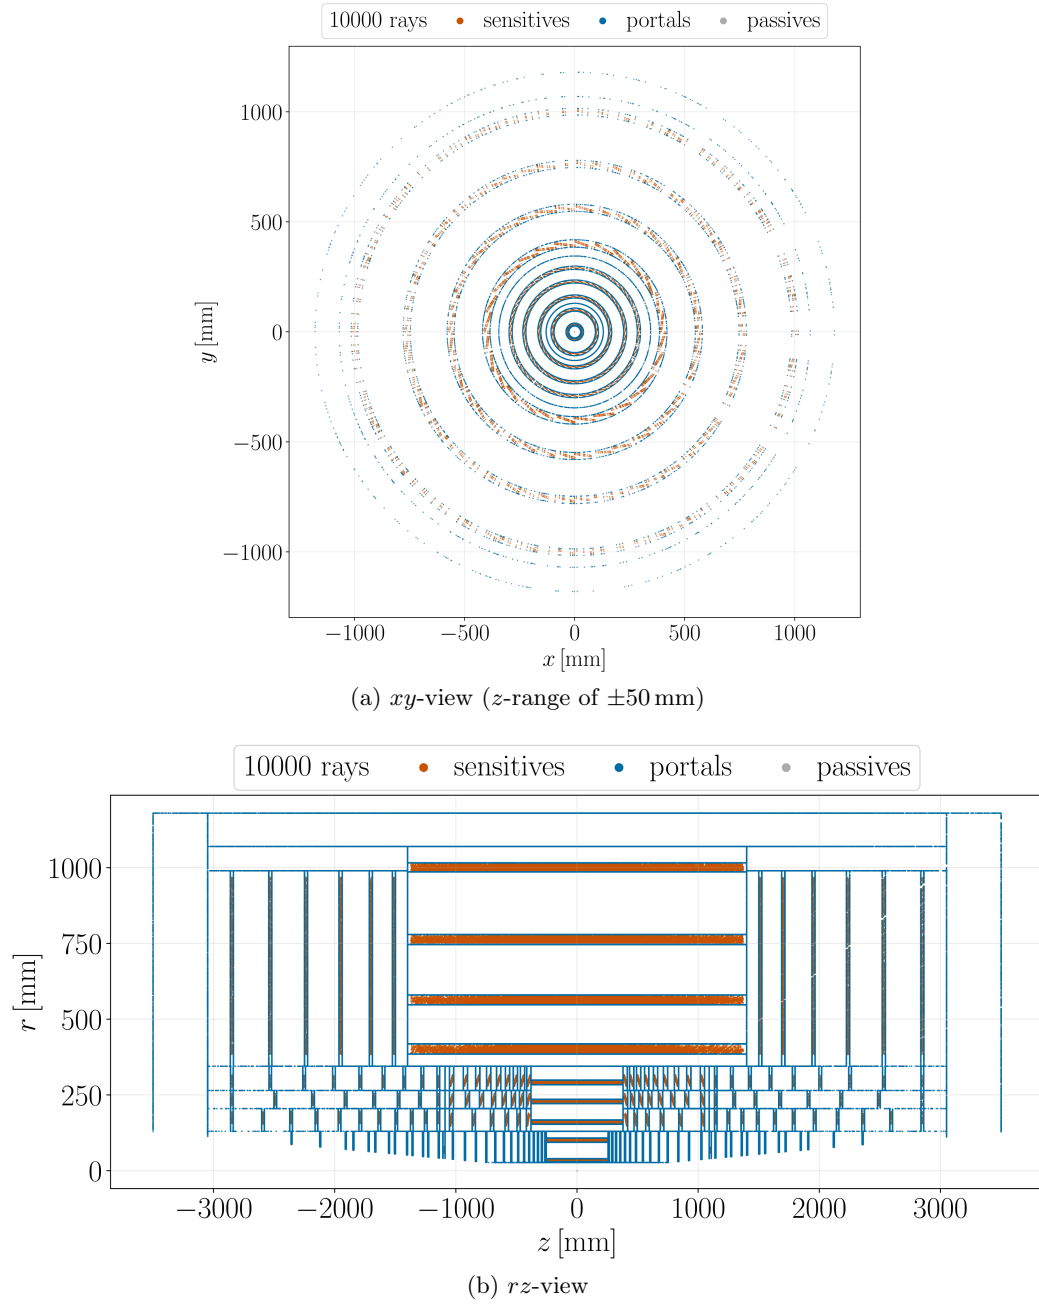 10000 rays sensitives portals passives
1000
500
0
−500
−1000
y [mm]
−1000 −500 0 500 1000
x [mm]
(a) xy-view (z-range of ±50 mm)
10000 rays sensitives portals passives
1000
750
500
250
0
r [mm]
−3000 −2000 −1000 0 1000 2000 3000
z [mm]
(b) rz-view